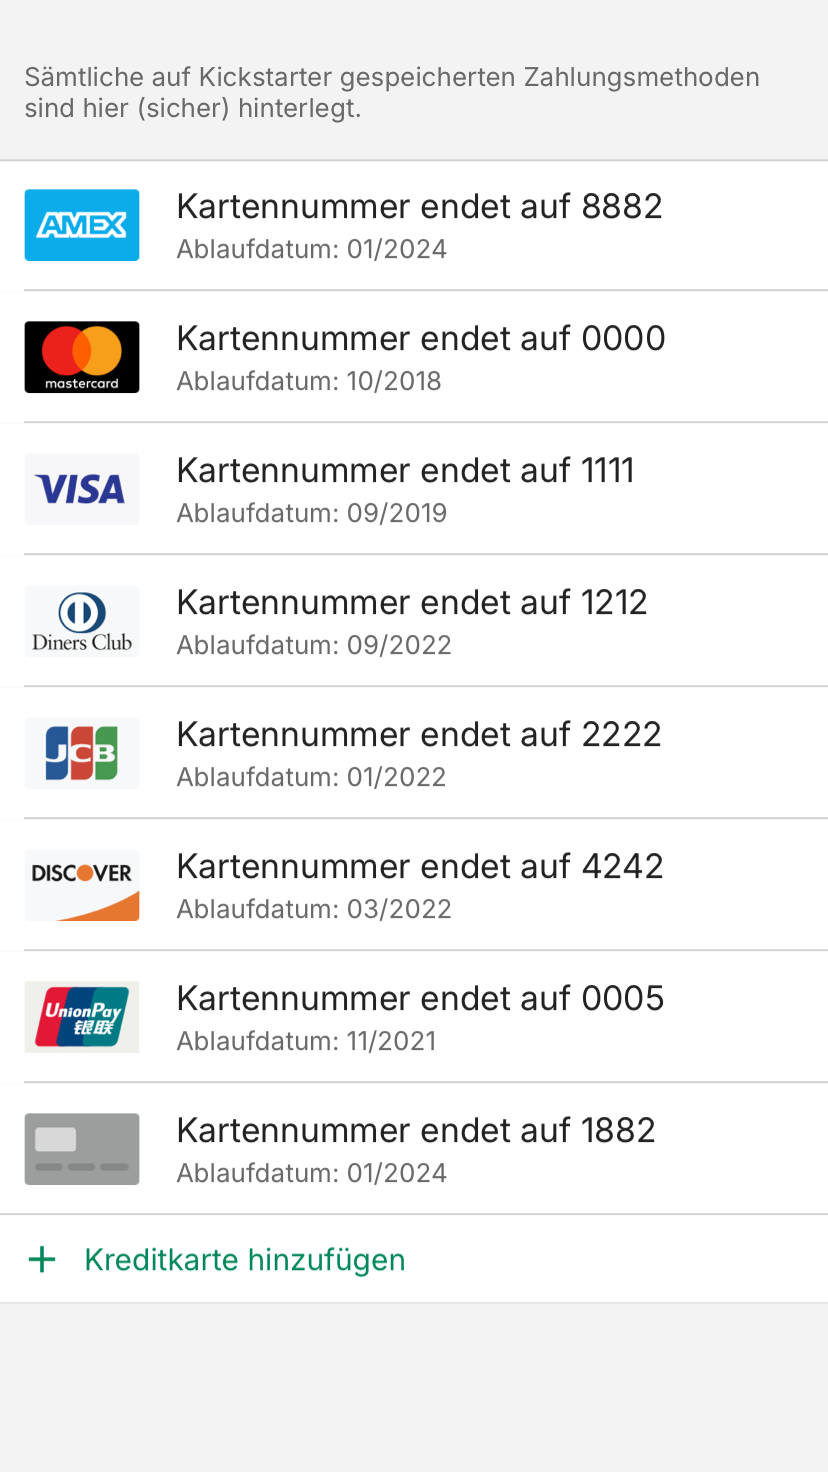 Sämtliche auf Kickstarter gespeicherten Zahlungsmethoden
sind hier (sicher) hinterlegt.
AMEX
Kartennummer endet auf 8882
Ablaufdatum: 01/2024
mastercard
Kartennummer endet auf 0000
Ablaufdatum: 10/2018
VISA
Kartennummer endet auf 1111
Ablaufdatum: 09/2019
Diners Club
Kartennummer endet auf 1212
Ablaufdatum: 09/2022
JCB
Kartennummer endet auf 2222
Ablaufdatum: 01/2022
DISCOVER
Kartennummer endet auf 4242
Ablaufdatum: 03/2022
UnionPay
银联
Kartennummer endet auf 0005
Ablaufdatum: 11/2021
Kartennummer endet auf 1882
Ablaufdatum: 01/2024
+ Kreditkarte hinzufügen